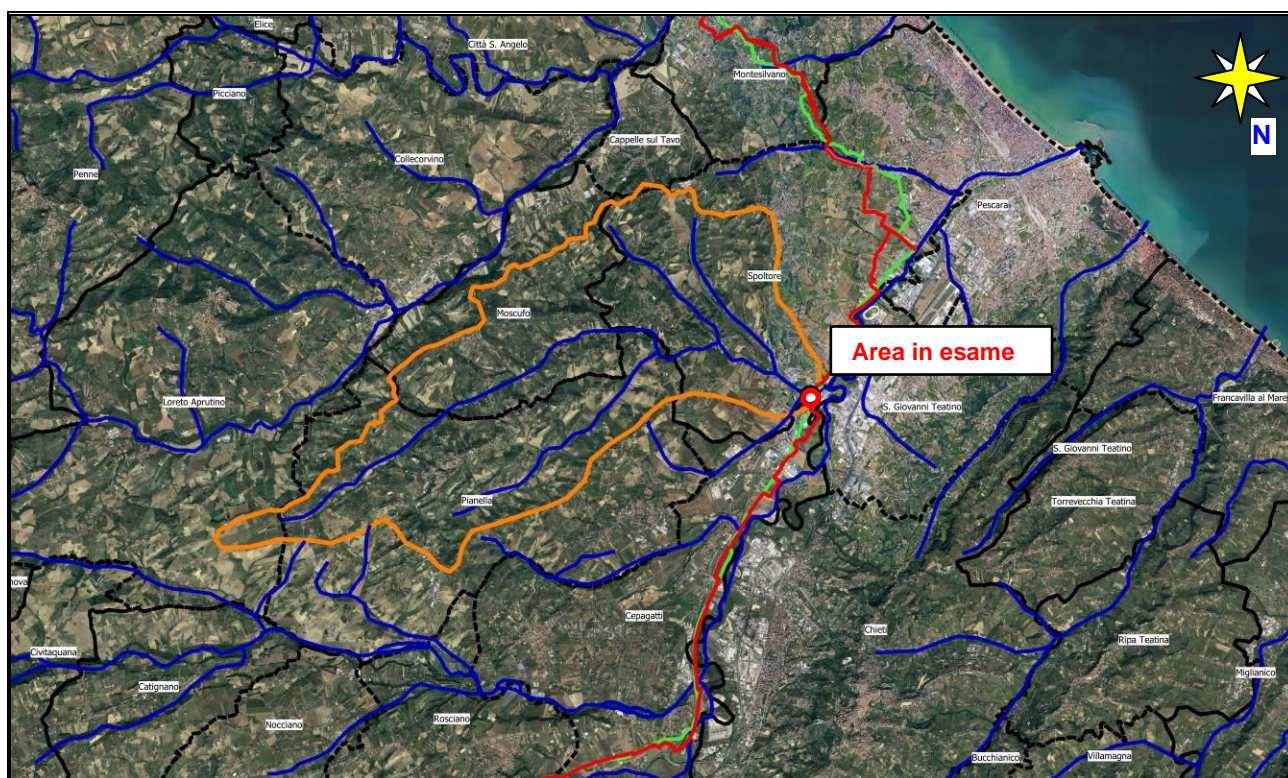 Elice
Città S. Angelo
Montesilvano
Picciano
N
Cappelle sul Tavo
Collecorvino
Penne
Pescara
Spoltore
Moscufo
Area in esame
Loreto Aprutino
S. Giovanni Teatino
Francavilla al Mare
S. Giovanni Teatino
Pianella
Torrevecchia Teatina
nova
Cepagatti
Chieti
Ripa Teatina
Civitaquana
Miglianico
Catignano
Nocciano
Rosciano
Bucchianico
Villamagna